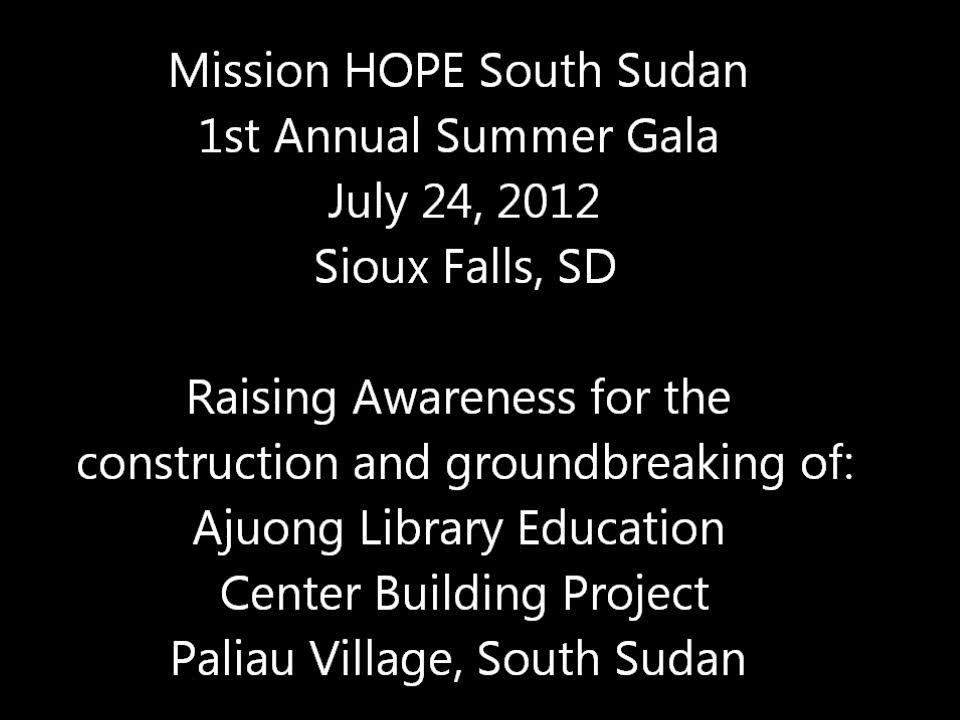 Mission HOPE South Sudan
1st Annual Summer Gala
July 24, 2012
Sioux Falls, SD
Raising Awareness for the
construction and groundbreaking of:
Ajuong Library Education
Center Building Project
Paliau Village, South Sudan